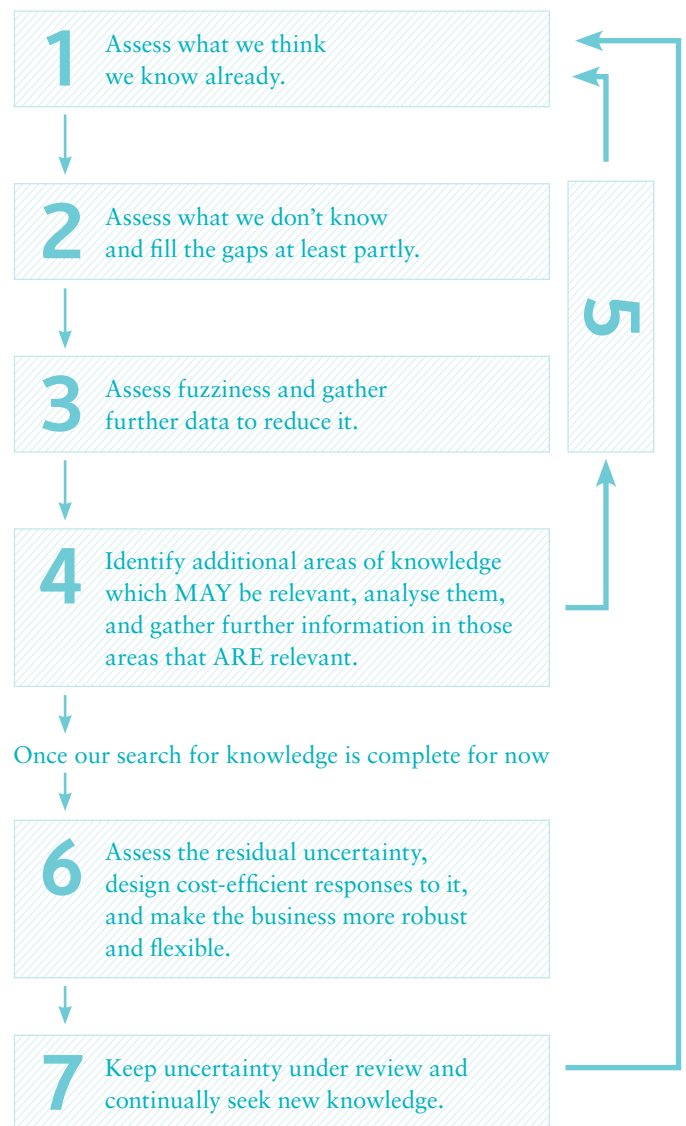 1 Assess what we think
we know already.
2 Assess what we don’t know
and fill the gaps at least partly.
5
3 Assess fuzziness and gather
further data to reduce it.
4 Identify additional areas of knowledge
which MAY be relevant, analyse them,
and gather further information in those
areas that ARE relevant.
Once our search for knowledge is complete for now
6 Assess the residual uncertainty,
design cost-efficient responses to it,
and make the business more robust
and flexible.
7 Keep uncertainty under review and
continually seek new knowledge.